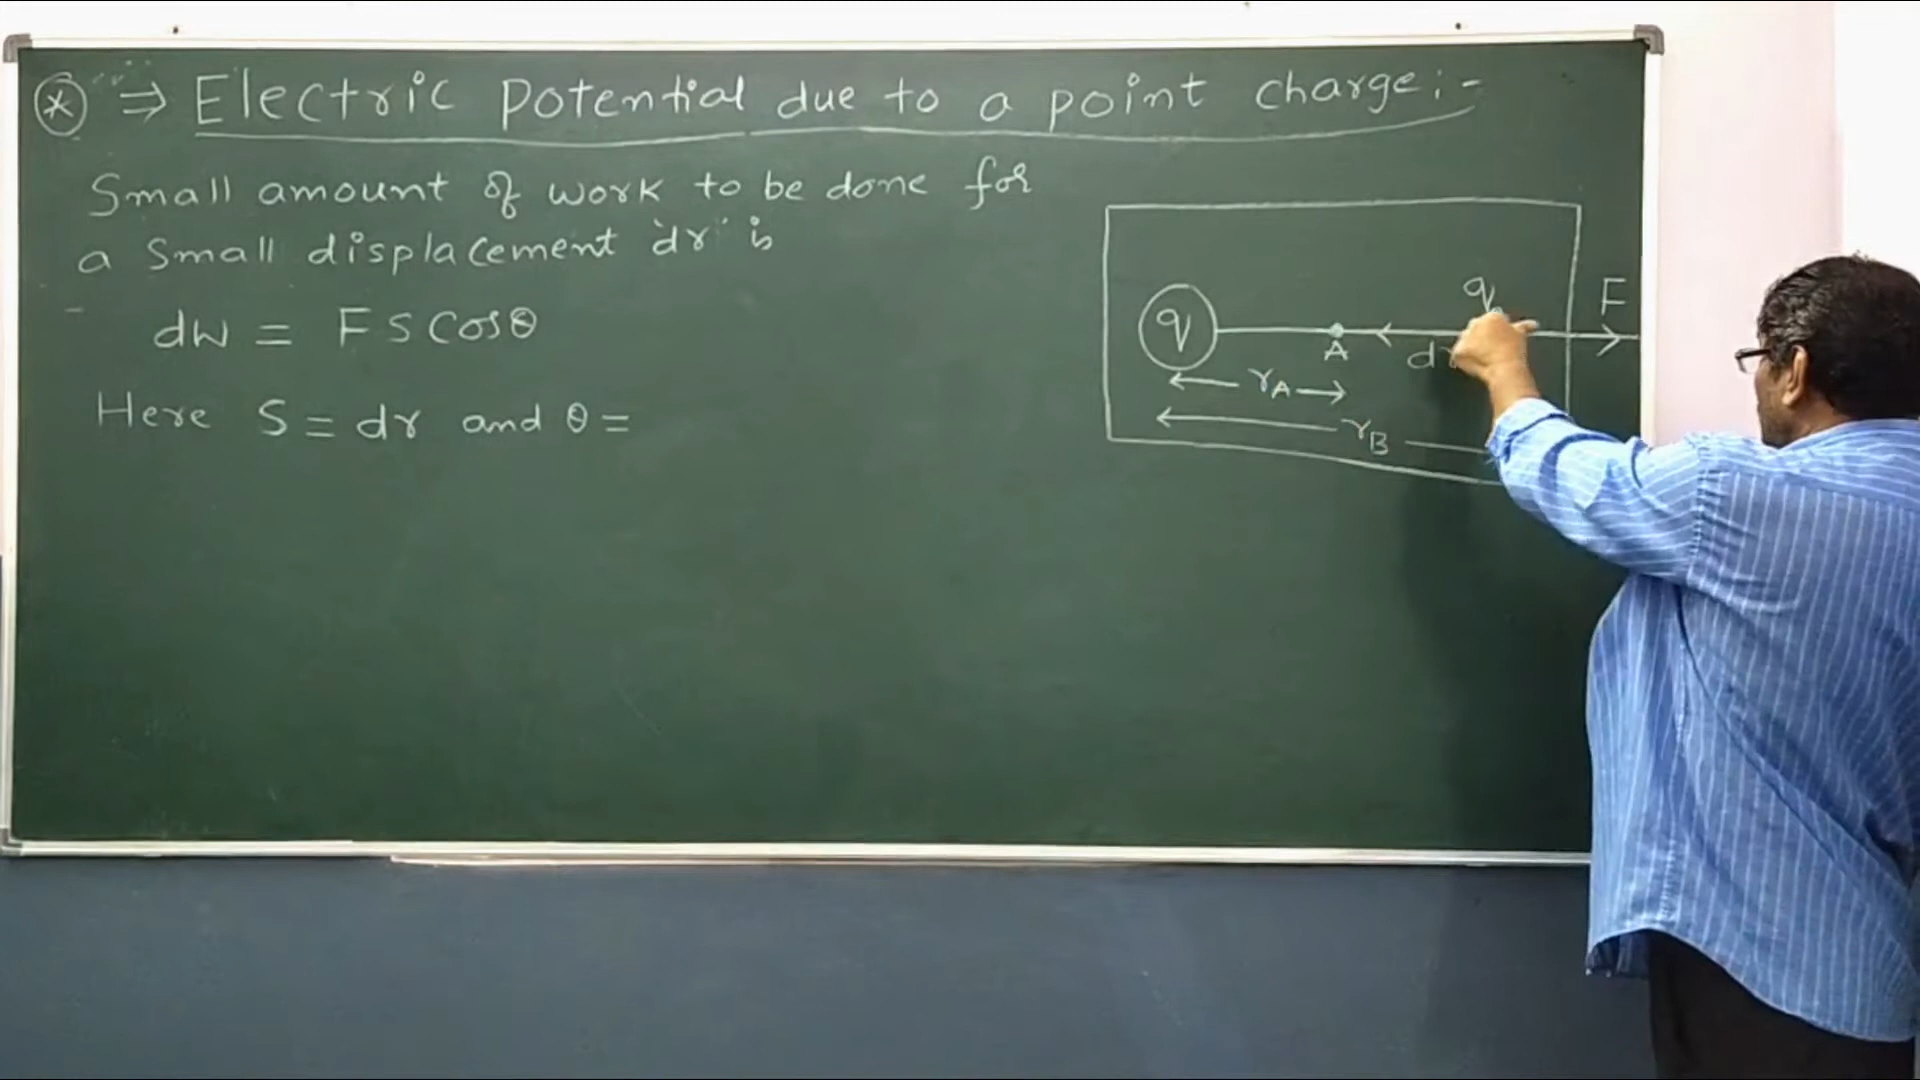 * ⇒ Electric Potential due to a point charge:-
Small amount of work to be done for
a small displacement 'dr' is
dW = F S Cosθ
Here S = dr and θ =
q
F
q
A
rA
rB